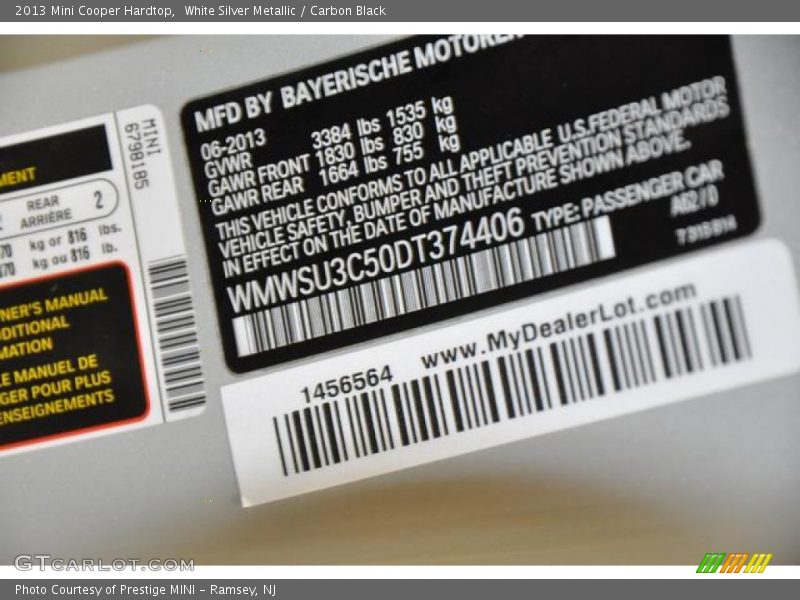 2013 Mini Cooper Hardtop,  White Silver Metallic / Carbon Black
MFD BY BAYERISCHE MOTOREN
06-2013
GVWR 3384 lbs 1535 kg
GAWR FRONT 1830 lbs 830 kg
GAWR REAR 1664 lbs 755 kg
THIS VEHICLE CONFORMS TO ALL APPLICABLE U.S.FEDERAL MOTOR
VEHICLE SAFETY, BUMPER AND THEFT PREVENTION STANDARDS
IN EFFECT ON THE DATE OF MANUFACTURE SHOWN ABOVE.
WMWSU3C50DT374406 TYPE: PASSENGER CAR
A62/0
MINI
6798185
MENT
REAR
ARRIÈRE 2
70 kg or 816 lbs.
70 kg ou 816 lb.
NER'S MANUAL
DITIONAL
MATION
LE MANUEL DE
GER POUR PLUS
ENSEIGNEMENTS
1456564 www.MyDealerLot.com
GTCARLOT.COM
Photo Courtesy of Prestige MINI - Ramsey, NJ